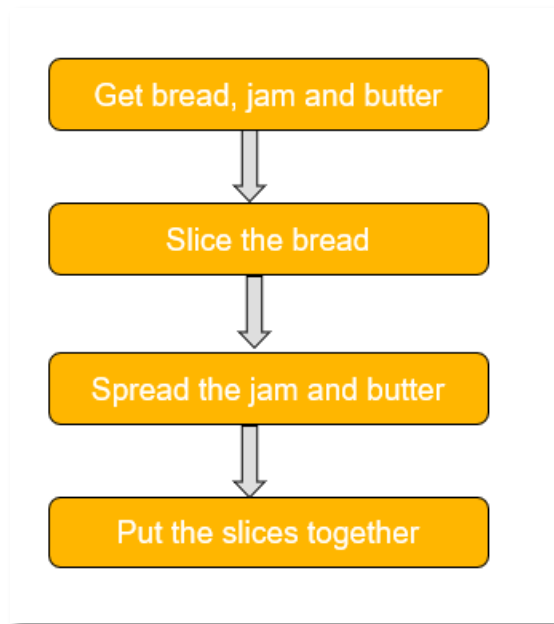 Get bread, jam and butter
Slice the bread
Spread the jam and butter
Put the slices together